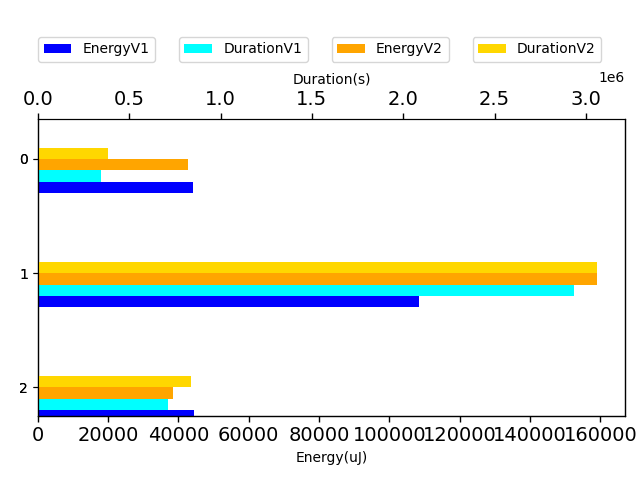 EnergyV1 DurationV1 EnergyV2 DurationV2
Duration(s)
1e6
0.0 0.5 1.0 1.5 2.0 2.5 3.0
0
1
2
0 20000 40000 60000 80000 100000 120000 140000 160000
Energy(uJ)